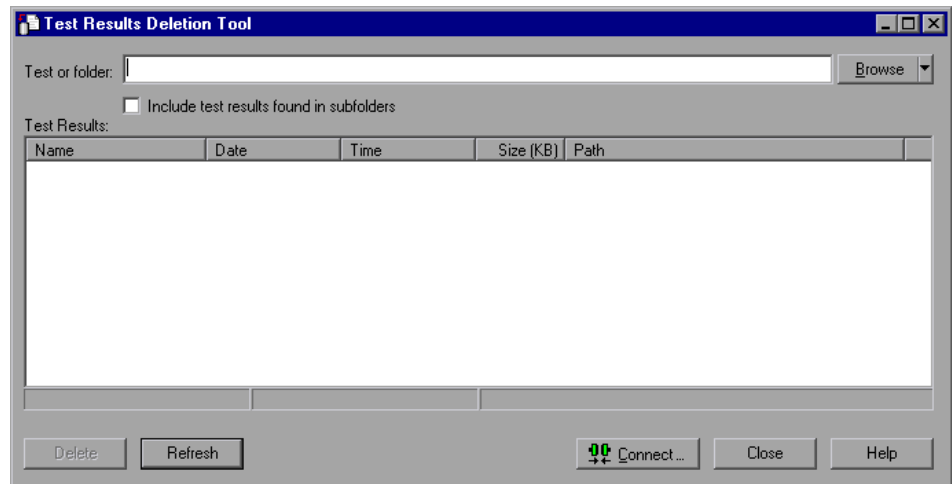 Test Results Deletion Tool
Test or folder:
Browse
Include test results found in subfolders
Test Results:
Name Date Time Size (KB) Path
Delete Refresh Connect... Close Help